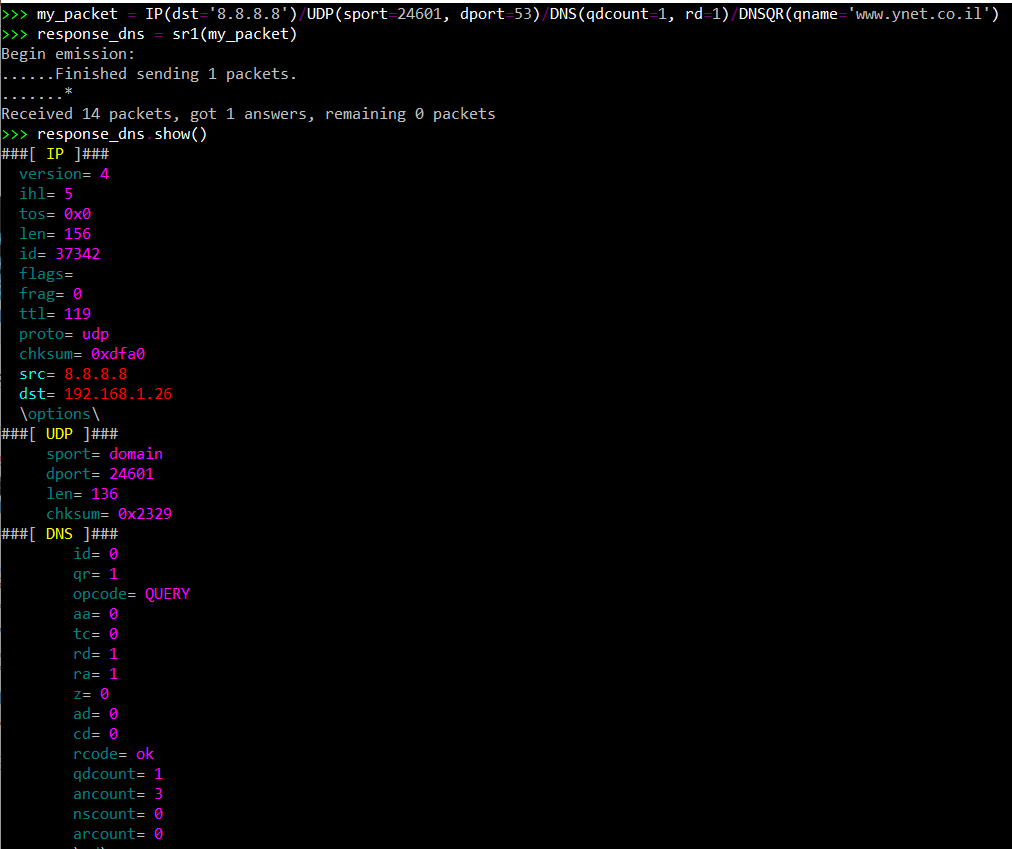 >>> my_packet = IP(dst='8.8.8.8')/UDP(sport=24601, dport=53)/DNS(qdcount=1, rd=1)/DNSQR(qname='www.ynet.co.il')
>>> response_dns = sr1(my_packet)
Begin emission:
......Finished sending 1 packets.
.......*
Received 14 packets, got 1 answers, remaining 0 packets
>>> response_dns.show()
###[ IP ]###
  version= 4
  ihl= 5
  tos= 0x0
  len= 156
  id= 37342
  flags=
  frag= 0
  ttl= 119
  proto= udp
  chksum= 0xdfa0
  src= 8.8.8.8
  dst= 192.168.1.26
  \options\
###[ UDP ]###
     sport= domain
     dport= 24601
     len= 136
     chksum= 0x2329
###[ DNS ]###
        id= 0
        qr= 1
        opcode= QUERY
        aa= 0
        tc= 0
        rd= 1
        ra= 1
        z= 0
        ad= 0
        cd= 0
        rcode= ok
        qdcount= 1
        ancount= 3
        nscount= 0
        arcount= 0